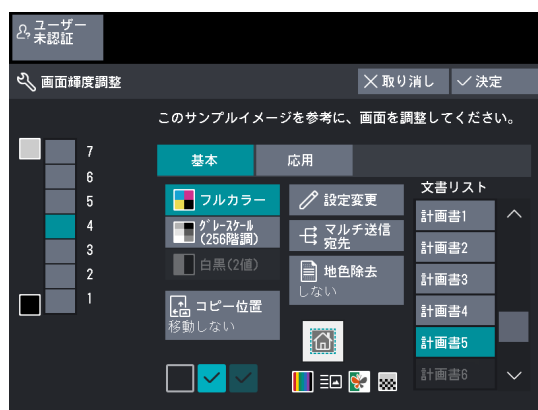 ユーザー
未認証
画面輝度調整
取り消し
決定
このサンプルイメージを参考に、画面を調整してください。
7
6
5
4
3
2
1
基本
応用
フルカラー
グレースケール
(256階調)
白黒(2値)
コピー位置
移動しない
設定変更
マルチ送信
宛先
地色除去
しない
文書リスト
計画書1
計画書2
計画書3
計画書4
計画書5
計画書6